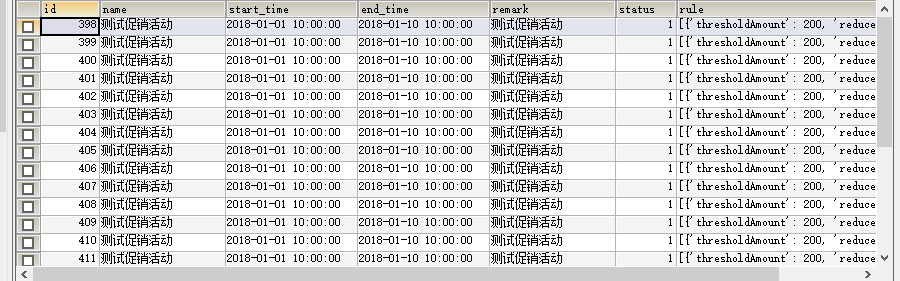 id name start_time end_time remark status rule
398 测试促销活动 2018-01-01 10:00:00 2018-01-10 10:00:00 测试促销活动 1 [{'thresholdAmount': 200, 'reduce
399 测试促销活动 2018-01-01 10:00:00 2018-01-10 10:00:00 测试促销活动 1 [{'thresholdAmount': 200, 'reduce
400 测试促销活动 2018-01-01 10:00:00 2018-01-10 10:00:00 测试促销活动 1 [{'thresholdAmount': 200, 'reduce
401 测试促销活动 2018-01-01 10:00:00 2018-01-10 10:00:00 测试促销活动 1 [{'thresholdAmount': 200, 'reduce
402 测试促销活动 2018-01-01 10:00:00 2018-01-10 10:00:00 测试促销活动 1 [{'thresholdAmount': 200, 'reduce
403 测试促销活动 2018-01-01 10:00:00 2018-01-10 10:00:00 测试促销活动 1 [{'thresholdAmount': 200, 'reduce
404 测试促销活动 2018-01-01 10:00:00 2018-01-10 10:00:00 测试促销活动 1 [{'thresholdAmount': 200, 'reduce
405 测试促销活动 2018-01-01 10:00:00 2018-01-10 10:00:00 测试促销活动 1 [{'thresholdAmount': 200, 'reduce
406 测试促销活动 2018-01-01 10:00:00 2018-01-10 10:00:00 测试促销活动 1 [{'thresholdAmount': 200, 'reduce
407 测试促销活动 2018-01-01 10:00:00 2018-01-10 10:00:00 测试促销活动 1 [{'thresholdAmount': 200, 'reduce
408 测试促销活动 2018-01-01 10:00:00 2018-01-10 10:00:00 测试促销活动 1 [{'thresholdAmount': 200, 'reduce
409 测试促销活动 2018-01-01 10:00:00 2018-01-10 10:00:00 测试促销活动 1 [{'thresholdAmount': 200, 'reduce
410 测试促销活动 2018-01-01 10:00:00 2018-01-10 10:00:00 测试促销活动 1 [{'thresholdAmount': 200, 'reduce
411 测试促销活动 2018-01-01 10:00:00 2018-01-10 10:00:00 测试促销活动 1 [{'thresholdAmount': 200, 'reduce